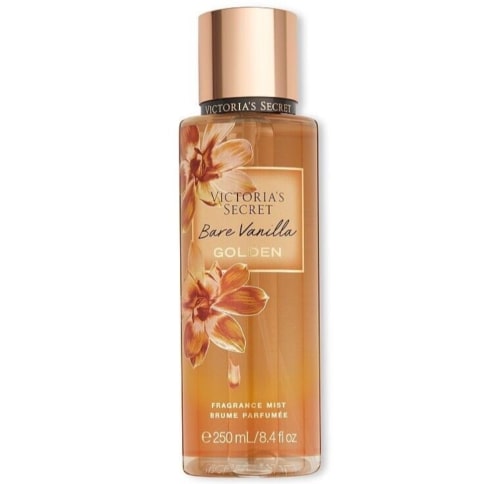 VICTORIA'S SECRET
VICTORIA'S
SECRET
Bare Vanilla
GOLDEN
FRAGRANCE MIST
BRUME PARFUMÉE
℮ 250 mL/8.4 fl oz